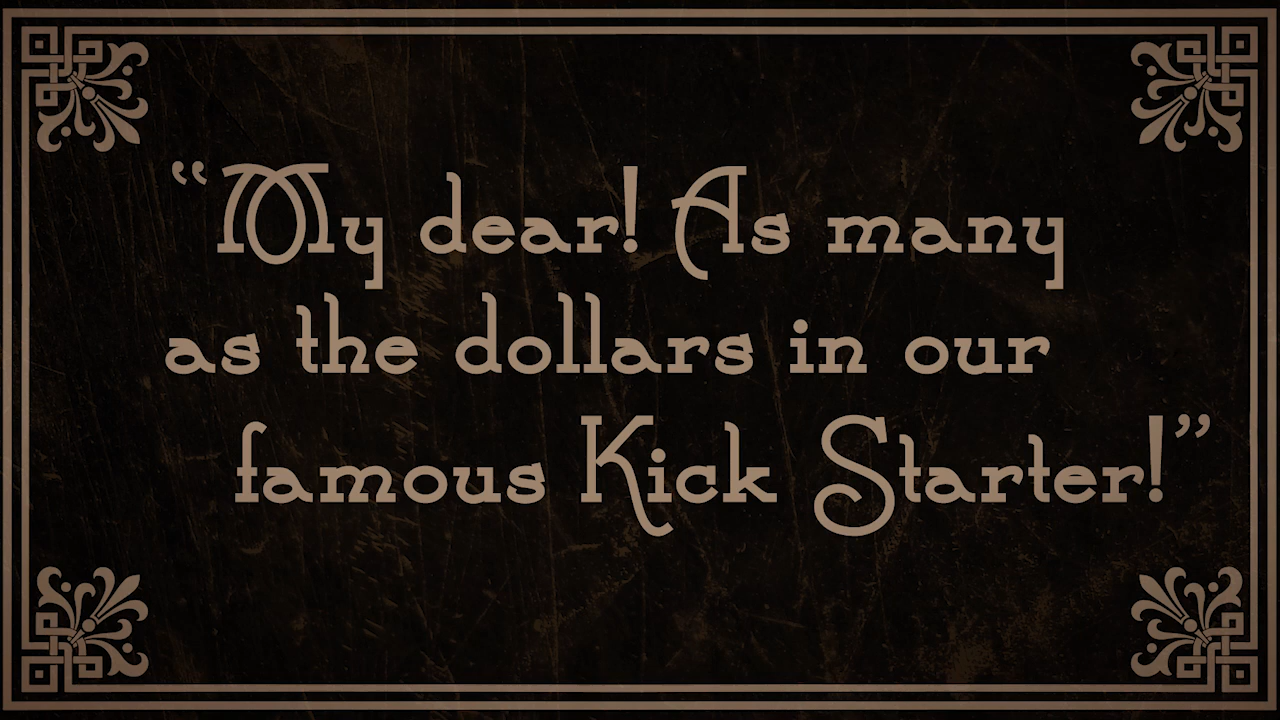 “My dear! As many
as the dollars in our
famous Kick Starter!”